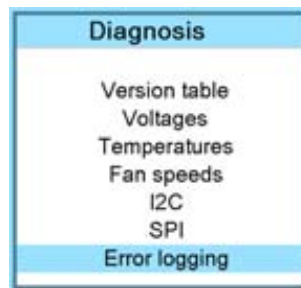 Diagnosis
Version table
Voltages
Temperatures
Fan speeds
I2C
SPI
Error logging